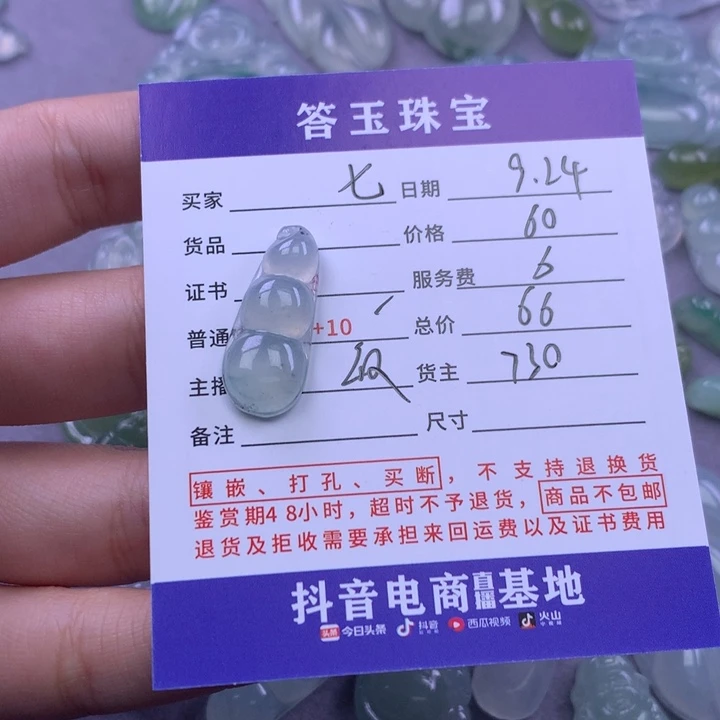 答玉珠宝
买家 七 日期 9.24
货品 价格 60
证书 服务费 6
普通 +10 总价 66
主播 货主 730
备注 尺寸
镶嵌、打孔、买断，不支持退换货
鉴赏期48小时，超时不予退货，商品不包邮
退货及拒收需要承担来回运费以及证书费用
抖音电商直播基地
头条 今日头条 抖音 西瓜视频 火山